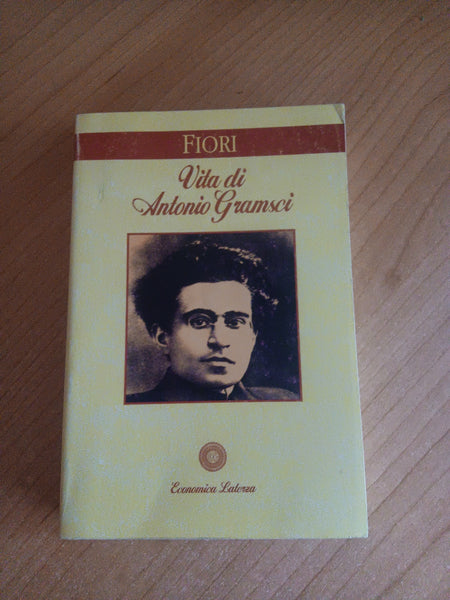 FIORI
Vita di
Antonio Gramsci
Economica Laterza